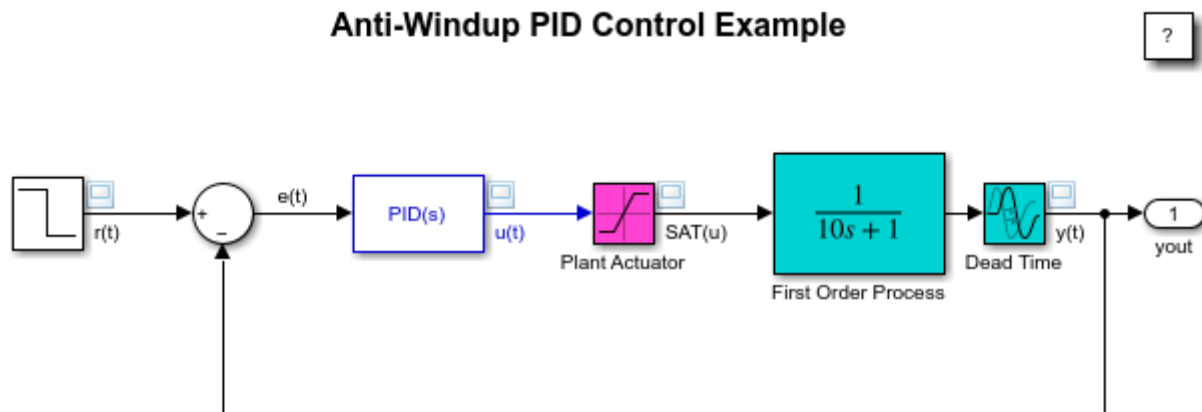 Anti-Windup PID Control Example
?
+
−
r(t)
e(t)
PID(s)
u(t)
Plant Actuator
SAT(u)
1
10s + 1
First Order Process
Dead Time
y(t)
1
yout